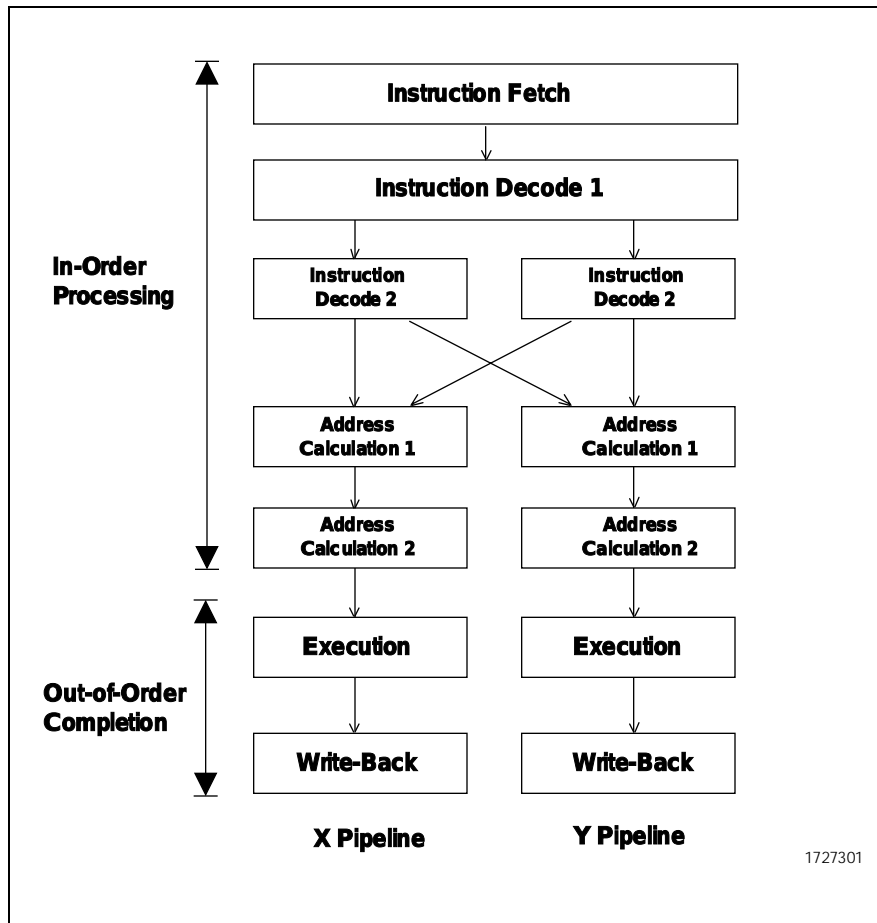 Instruction Fetch
Instruction Decode 1
In-Order
Processing
Instruction
Decode 2
Instruction
Decode 2
Address
Calculation 1
Address
Calculation 1
Address
Calculation 2
Address
Calculation 2
Execution
Execution
Out-of-Order
Completion
Write-Back
Write-Back
X Pipeline
Y Pipeline
1727301